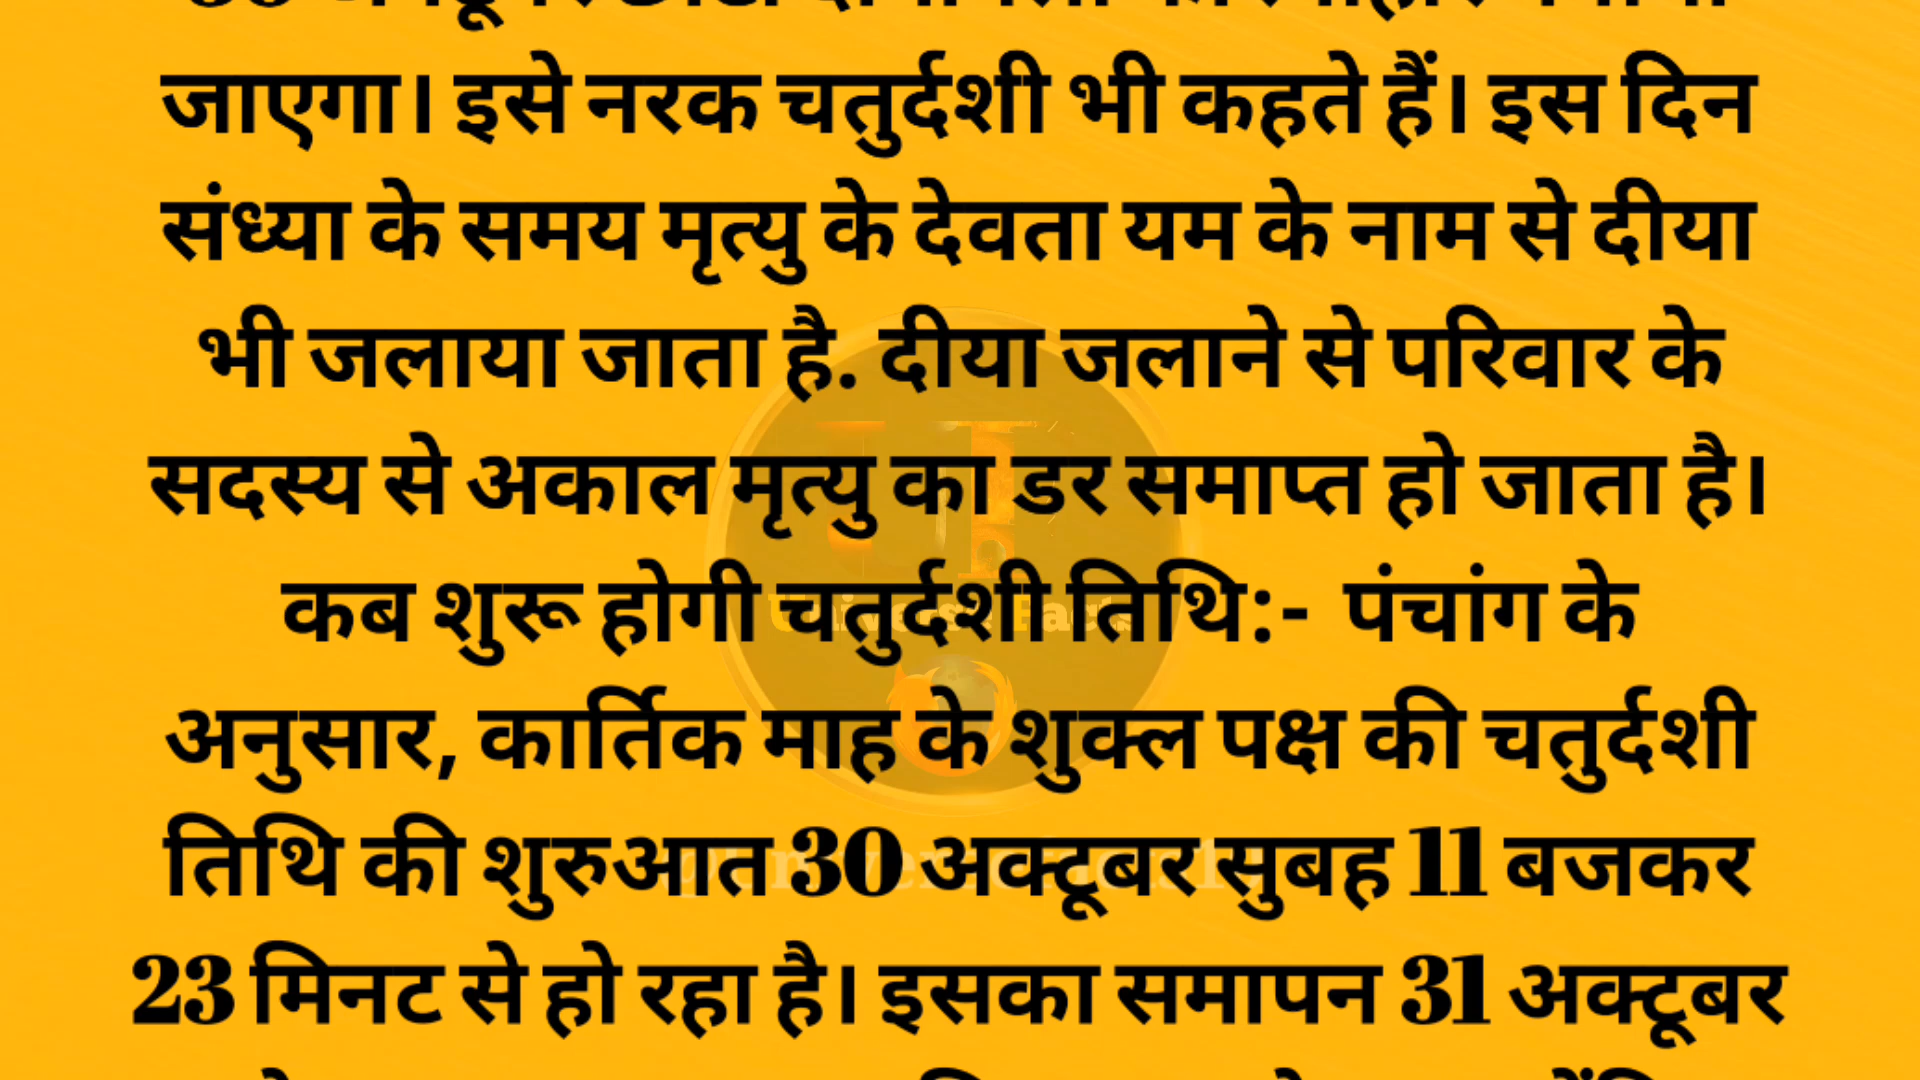 जाएगा। इसे नरक चतुर्दशी भी कहते हैं। इस दिन
संध्या के समय मृत्यु के देवता यम के नाम से दीया
भी जलाया जाता है. दीया जलाने से परिवार के
सदस्य से अकाल मृत्यु का डर समाप्त हो जाता है।
कब शुरू होगी चतुर्दशी तिथि:- पंचांग के
Universe Facts
अनुसार, कार्तिक माह के शुक्ल पक्ष की चतुर्दशी
तिथि की शुरुआत 30 अक्टूबर सुबह 11 बजकर
23 मिनट से हो रहा है। इसका समापन 31 अक्टूबर